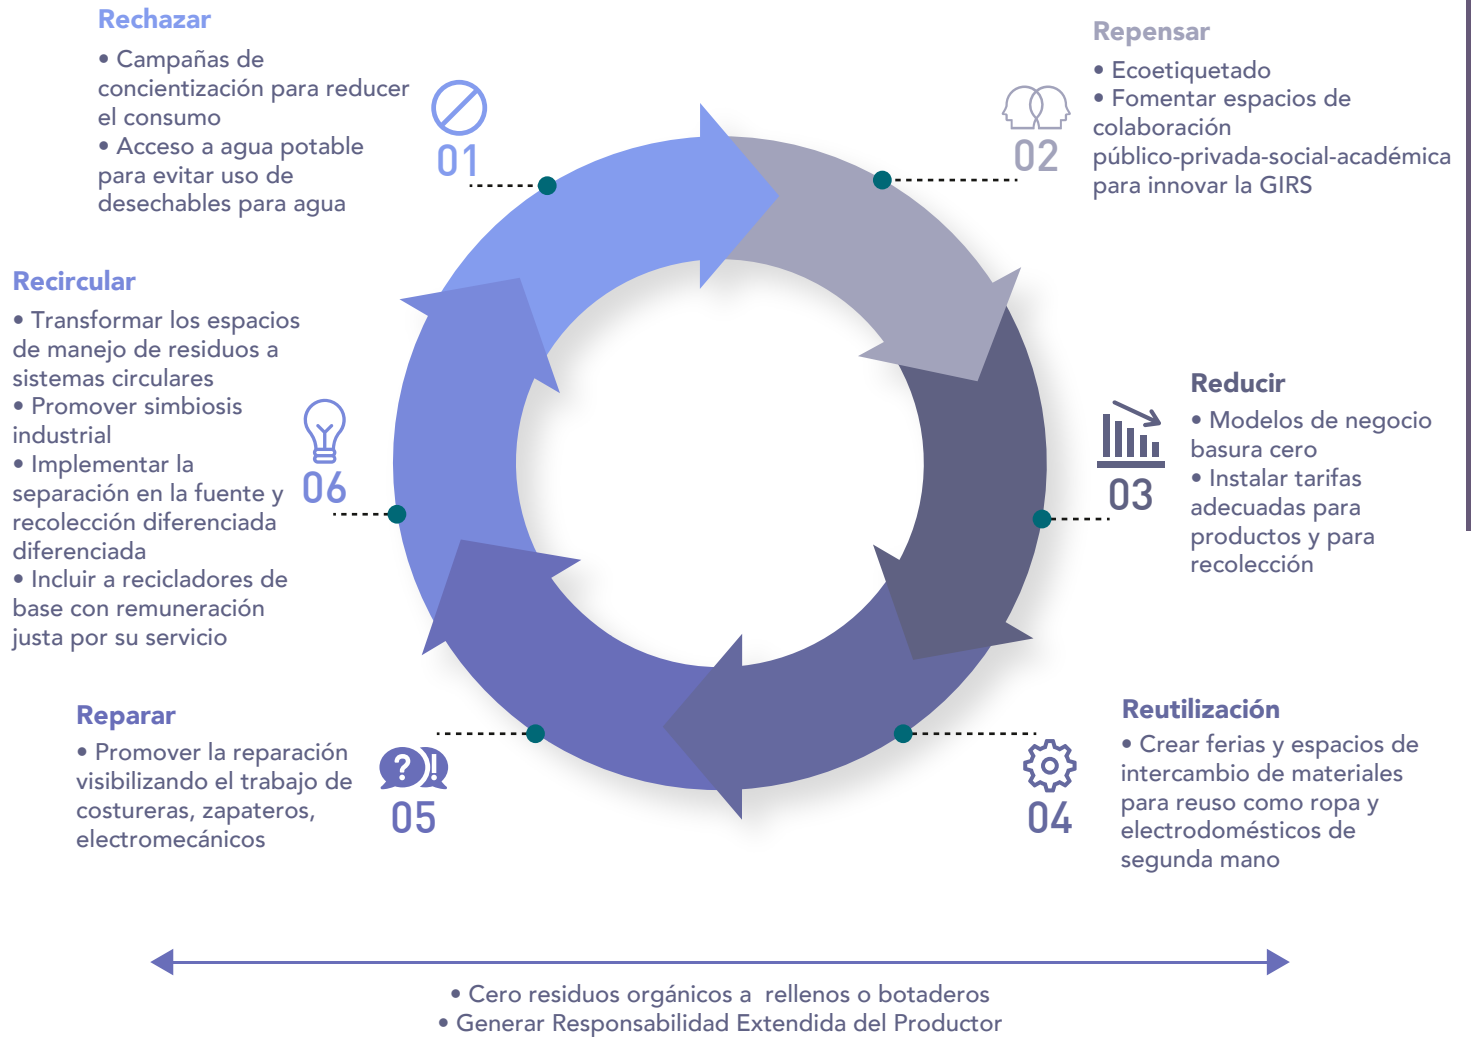 Rechazar
• Campañas de
concientización para reducer
el consumo
• Acceso a agua potable
para evitar uso de
desechables para agua
01
Repensar
• Ecoetiquetado
• Fomentar espacios de
colaboración
público-privada-social-académica
para innovar la GIRS
02
Reducir
• Modelos de negocio
basura cero
• Instalar tarifas
adecuadas para
productos y para
recolección
03
Reutilización
• Crear ferias y espacios de
intercambio de materiales
para reuso como ropa y
electrodomésticos de
segunda mano
04
Reparar
• Promover la reparación
visibilizando el trabajo de
costureras, zapateros,
electromecánicos
?!
05
Recircular
• Transformar los espacios
de manejo de residuos a
sistemas circulares
• Promover simbiosis
industrial
• Implementar la
separación en la fuente y
recolección diferenciada
diferenciada
• Incluir a recicladores de
base con remuneración
justa por su servicio
06
• Cero residuos orgánicos a rellenos o botaderos
• Generar Responsabilidad Extendida del Productor